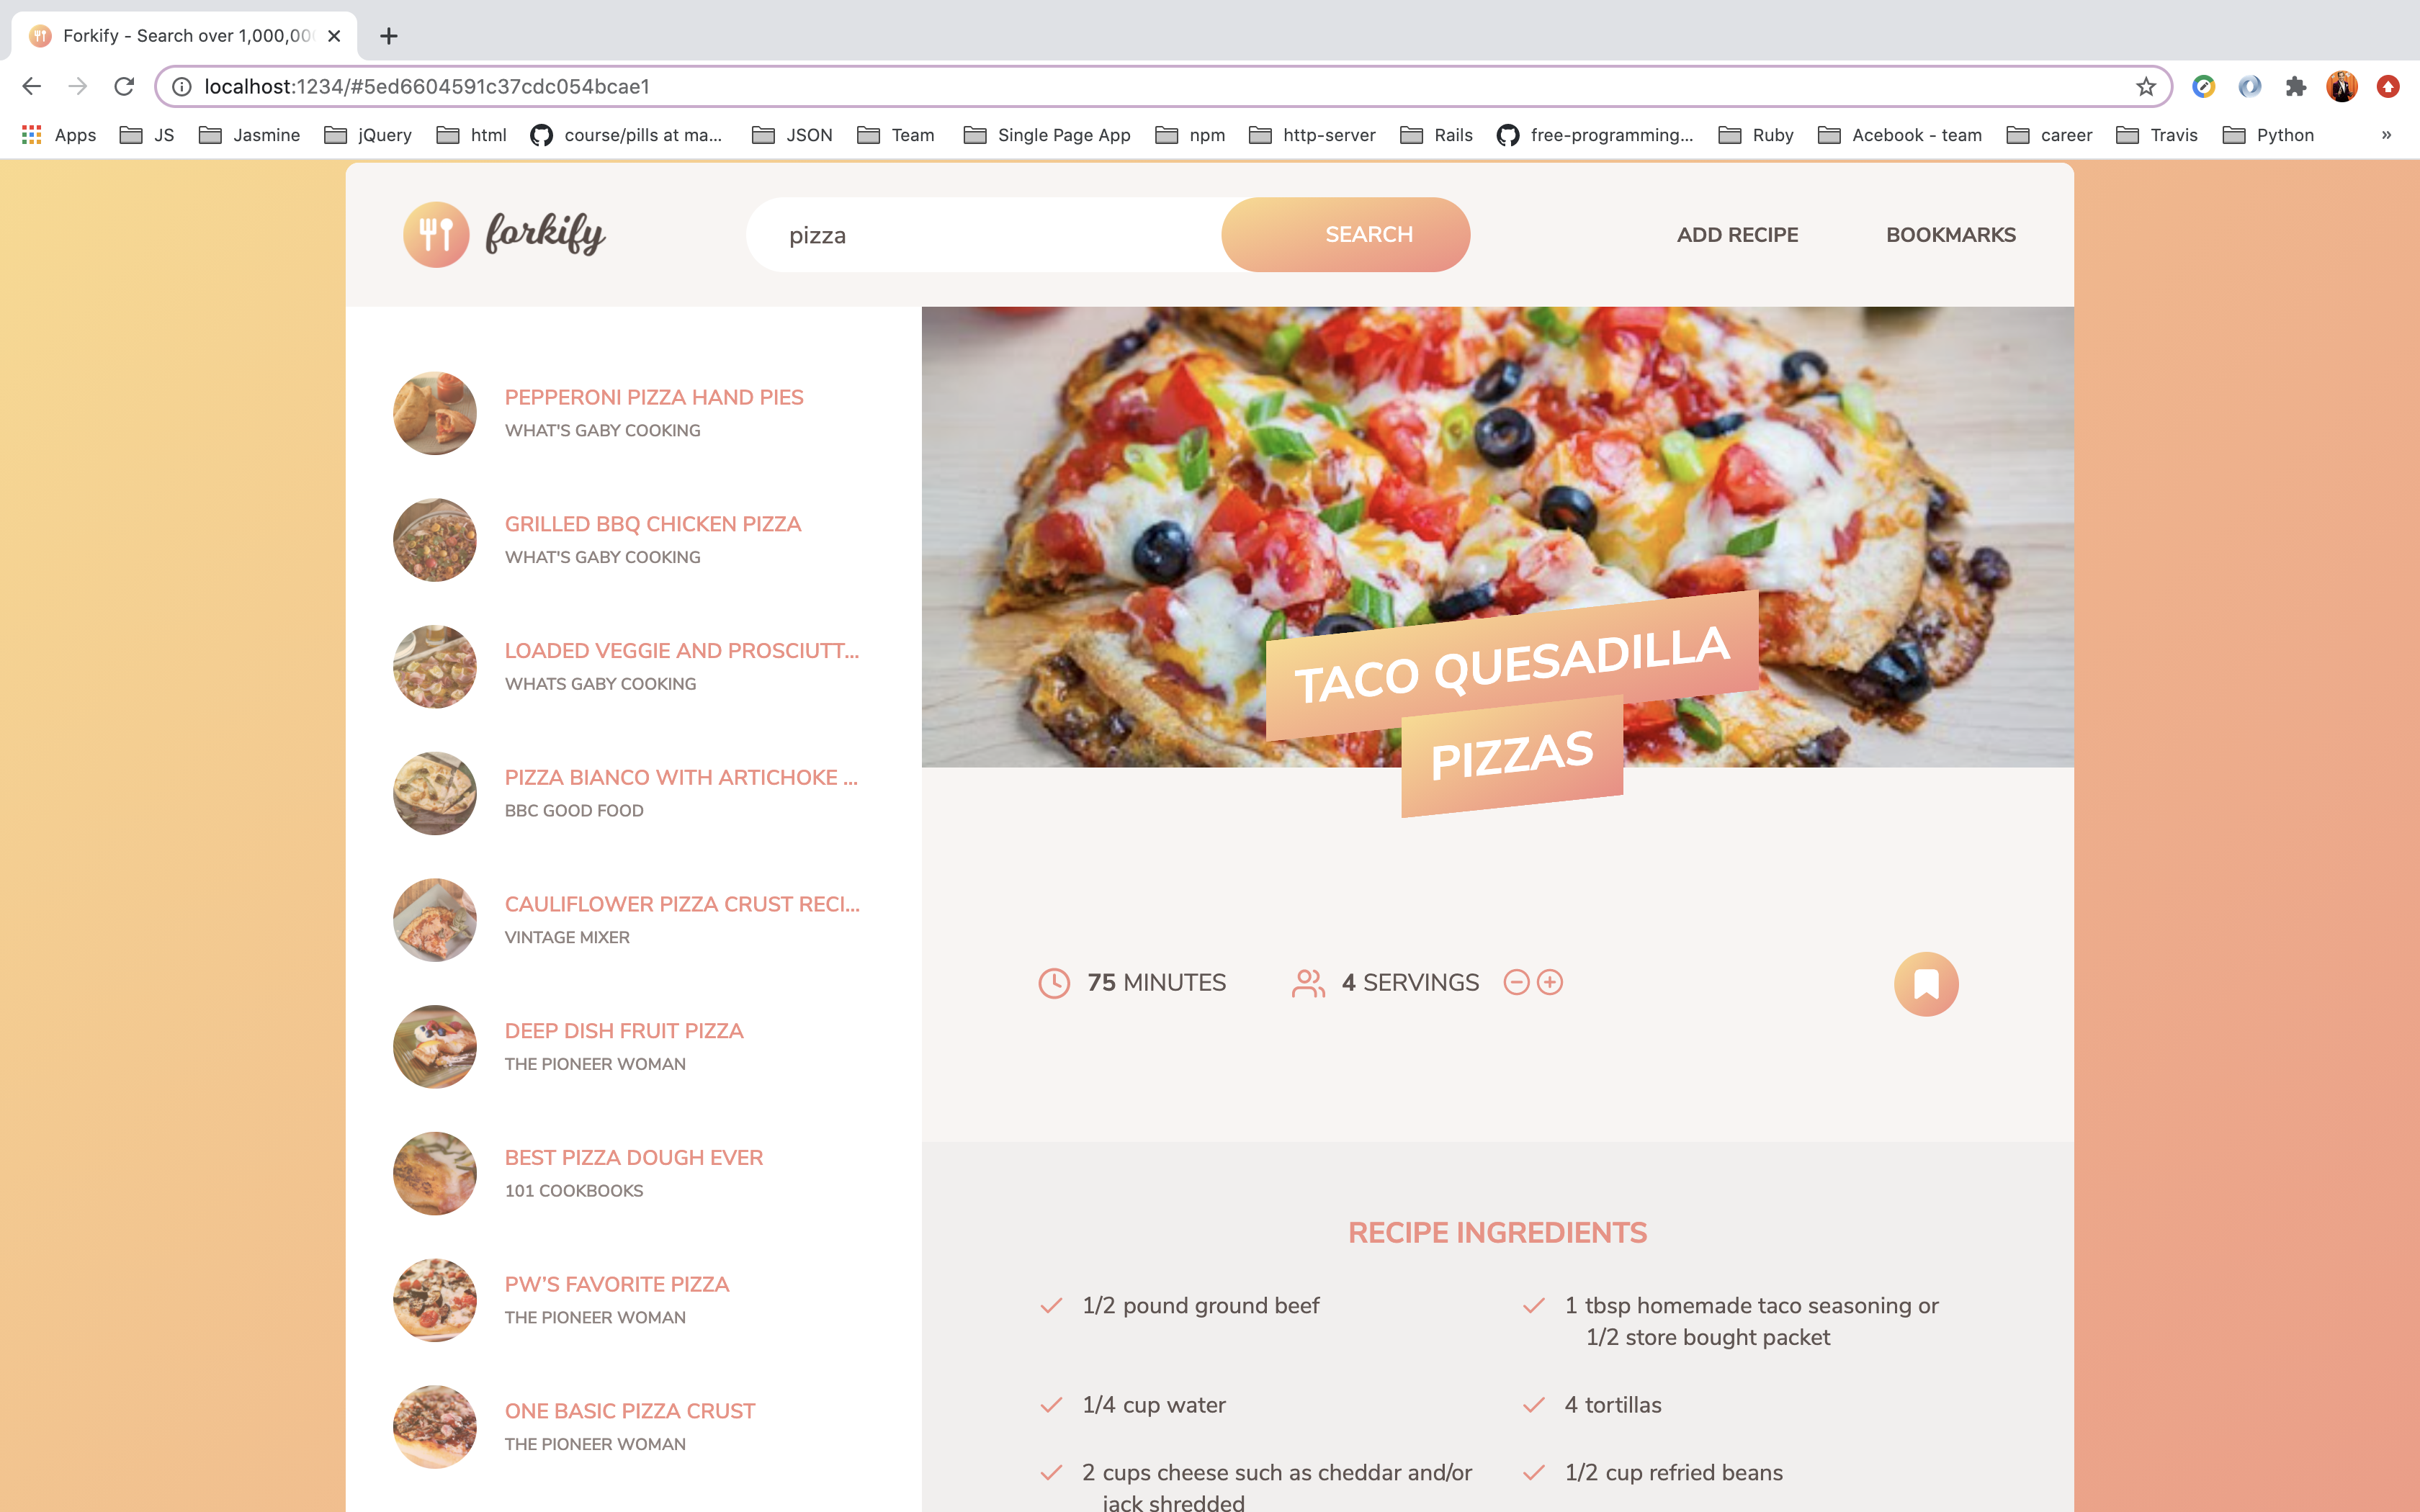 Forkify - Search over 1,000,000
localhost:1234/#5ed6604591c37cdc054bcae1
Apps JS Jasmine jQuery html course/pills at ma... JSON Team Single Page App npm http-server Rails free-programming... Ruby Acebook - team career Travis Python »
forkify
pizza
SEARCH
ADD RECIPE
BOOKMARKS
PEPPERONI PIZZA HAND PIES
WHAT'S GABY COOKING
GRILLED BBQ CHICKEN PIZZA
WHAT'S GABY COOKING
LOADED VEGGIE AND PROSCIUTT...
WHATS GABY COOKING
PIZZA BIANCO WITH ARTICHOKE ...
BBC GOOD FOOD
CAULIFLOWER PIZZA CRUST RECI...
VINTAGE MIXER
DEEP DISH FRUIT PIZZA
THE PIONEER WOMAN
BEST PIZZA DOUGH EVER
101 COOKBOOKS
PW'S FAVORITE PIZZA
THE PIONEER WOMAN
ONE BASIC PIZZA CRUST
THE PIONEER WOMAN
TACO QUESADILLA
PIZZAS
75 MINUTES
4 SERVINGS
RECIPE INGREDIENTS
1/2 pound ground beef
1 tbsp homemade taco seasoning or
1/2 store bought packet
1/4 cup water
4 tortillas
2 cups cheese such as cheddar and/or
jack shredded
1/2 cup refried beans